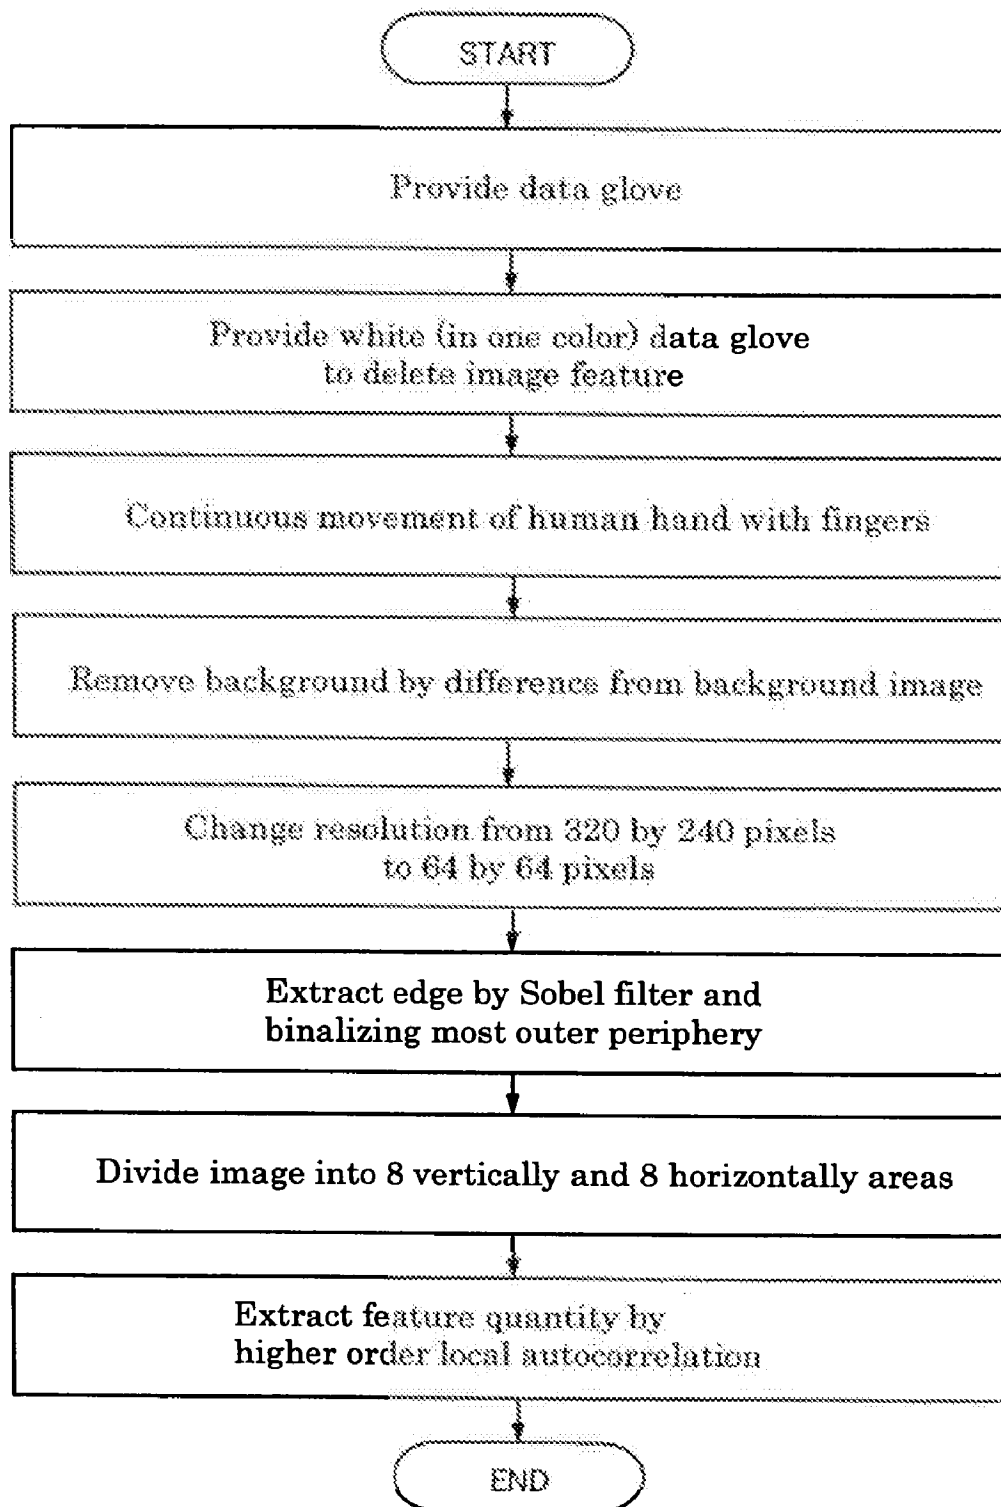 START
Provide data glove
Provide white (in one color) data glove
to delete image feature
Continuous movement of human hand with fingers
Remove background by difference from background image
Change resolution from 320 by 240 pixels
to 64 by 64 pixels
Extract edge by Sobel filter and
binalizing most outer periphery
Divide image into 8 vertically and 8 horizontally areas
Extract feature quantity by
higher order local autocorrelation
END